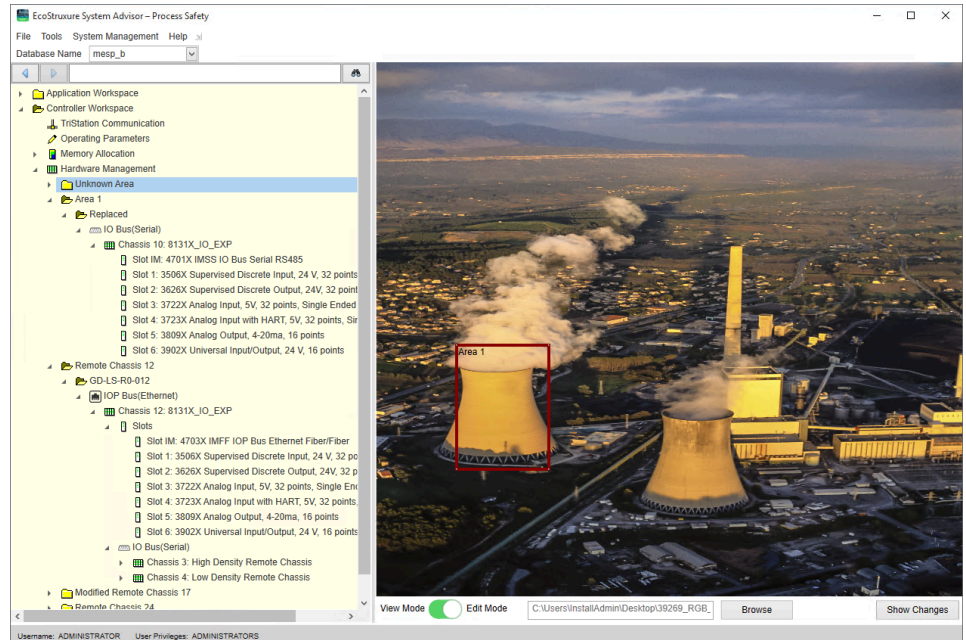 EcoStruxure System Advisor – Process Safety
File Tools System Management Help
Database Name mesp_b
Application Workspace
Controller Workspace
TriStation Communication
Operating Parameters
Memory Allocation
Hardware Management
Unknown Area
Area 1
Replaced
IO Bus(Serial)
Chassis 10: 8131X_IO_EXP
Slot IM: 4701X IMSS IO Bus Serial RS485
Slot 1: 3506X Supervised Discrete Input, 24 V, 32 points
Slot 2: 3626X Supervised Discrete Output, 24V, 32 point
Slot 3: 3722X Analog Input, 5V, 32 points, Single Ended
Slot 4: 3723X Analog Input with HART, 5V, 32 points, Sin
Slot 5: 3809X Analog Output, 4-20ma, 16 points
Slot 6: 3902X Universal Input/Output, 24 V, 16 points
Remote Chassis 12
GD-LS-R0-012
IOP Bus(Ethernet)
Chassis 12: 8131X_IO_EXP
Slots
Slot IM: 4703X IMFF IOP Bus Ethernet Fiber/Fiber
Slot 1: 3506X Supervised Discrete Input, 24 V, 32 po
Slot 2: 3626X Supervised Discrete Output, 24V, 32 p
Slot 3: 3722X Analog Input, 5V, 32 points, Single End
Slot 4: 3723X Analog Input with HART, 5V, 32 points,
Slot 5: 3809X Analog Output, 4-20ma, 16 points
Slot 6: 3902X Universal Input/Output, 24 V, 16 points
IO Bus(Serial)
Chassis 3: High Density Remote Chassis
Chassis 4: Low Density Remote Chassis
Modified Remote Chassis 17
Remote Chassis 24
Area 1
View Mode Edit Mode C:\Users\InstallAdmin\Desktop\39269_RGB_ Browse Show Changes
Username: ADMINISTRATOR User Privileges: ADMINISTRATORS